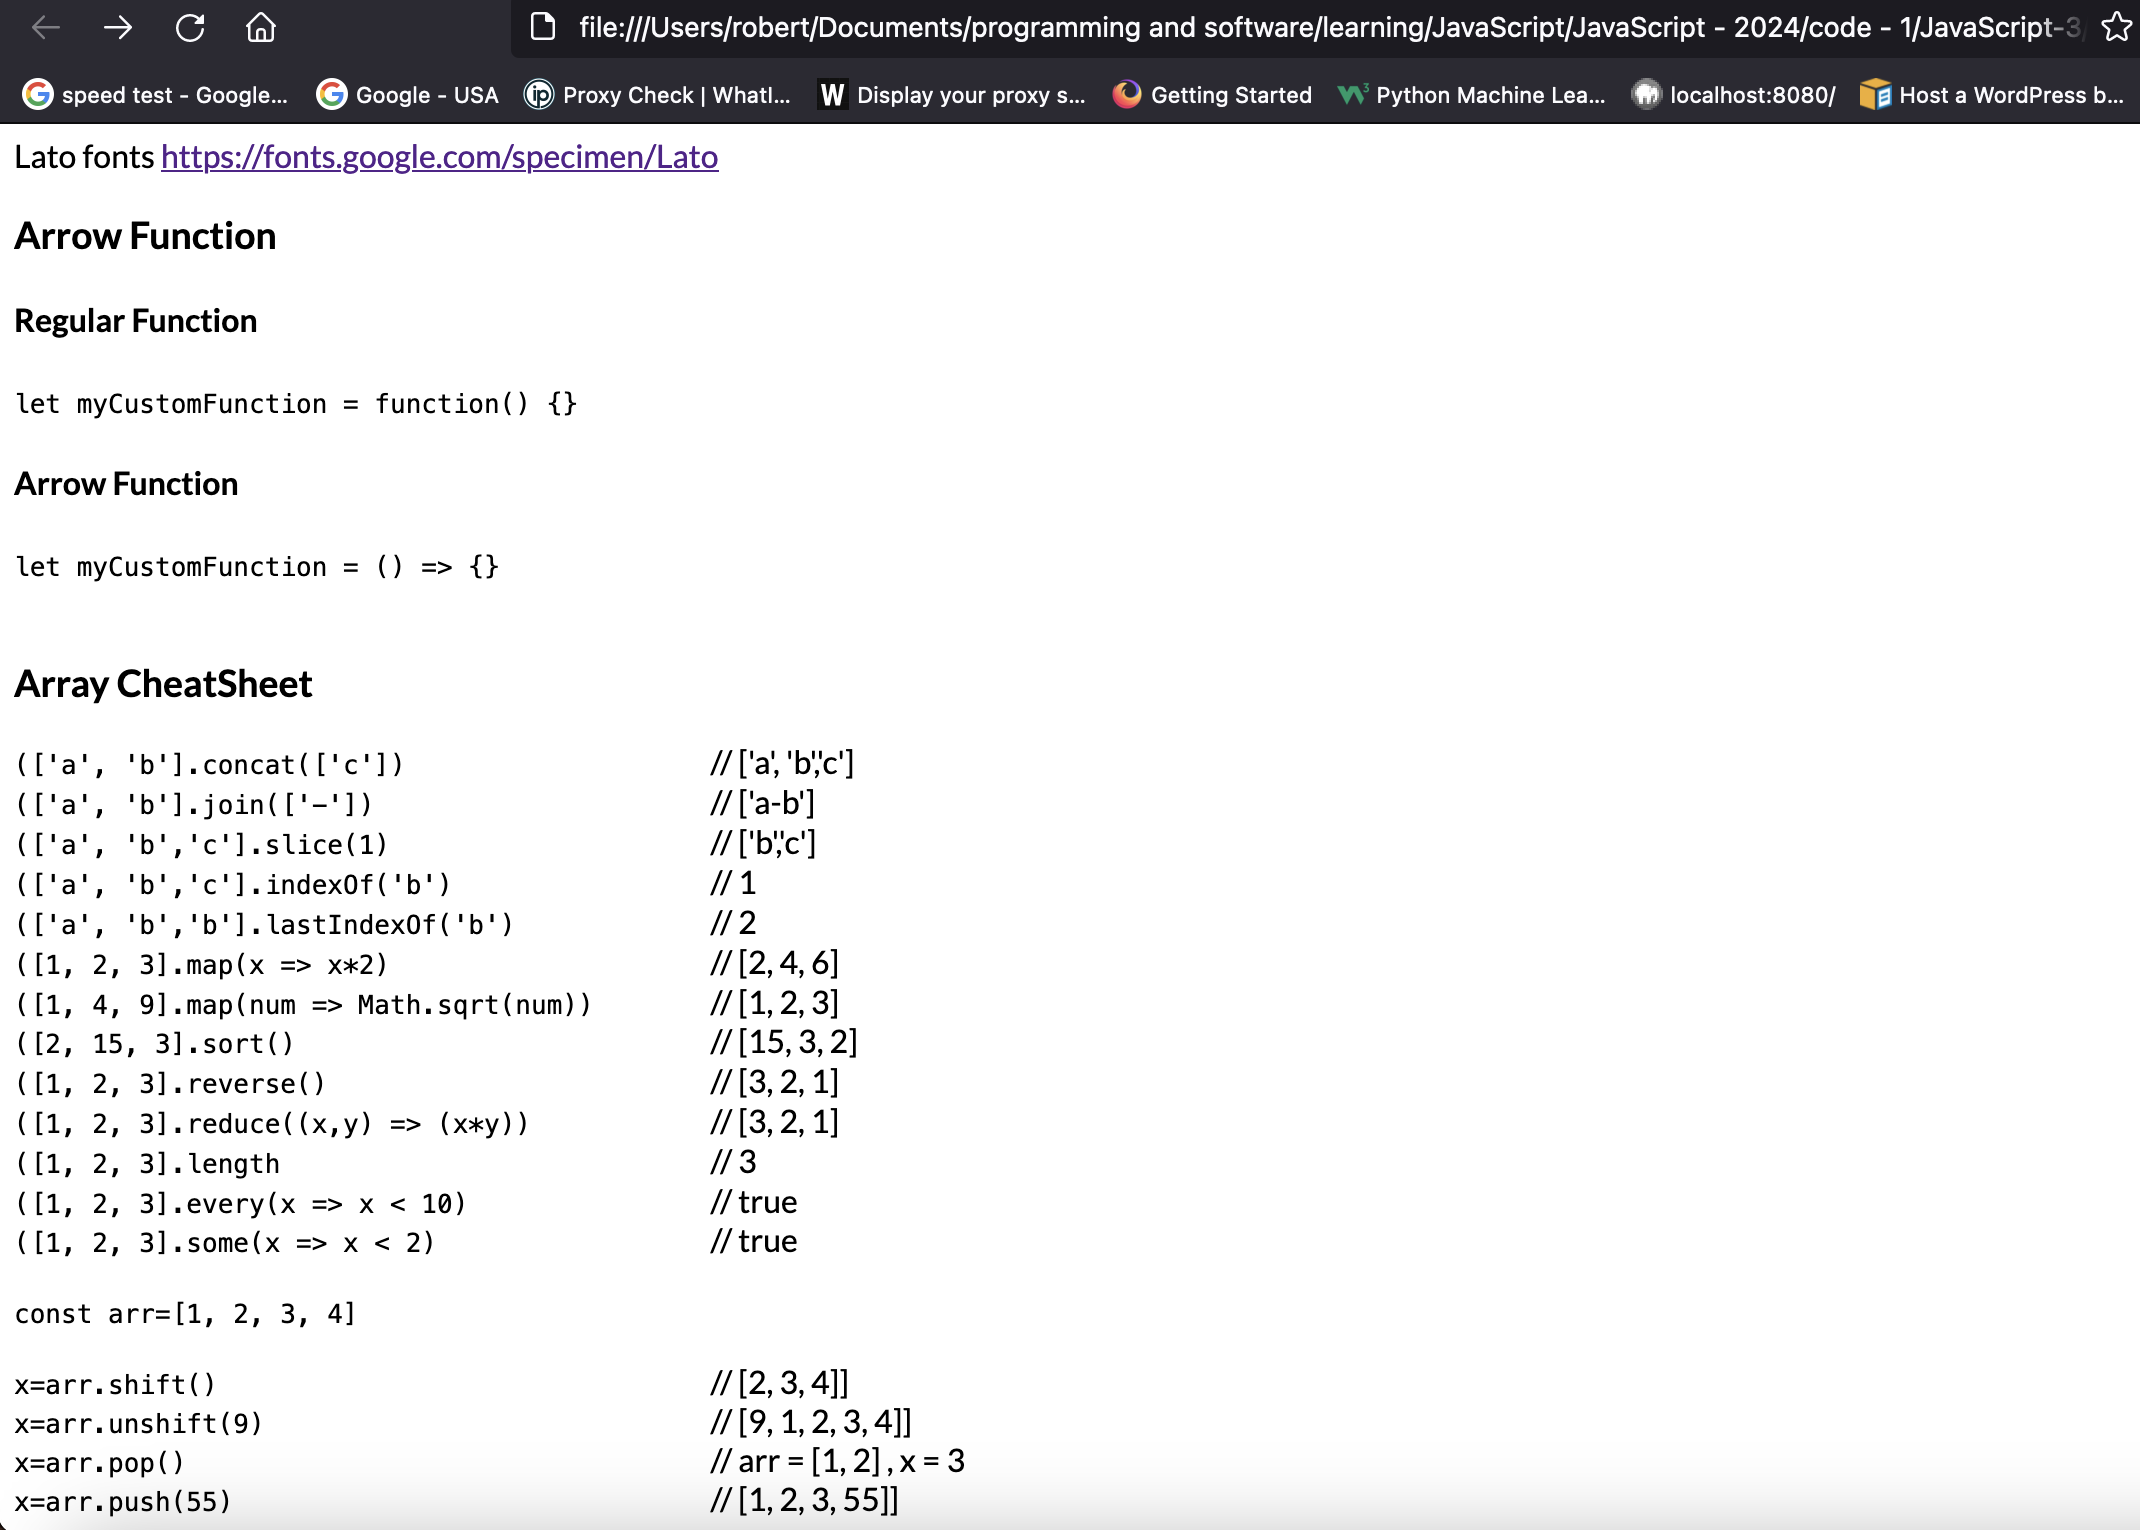 file:///Users/robert/Documents/programming and software/learning/JavaScript/JavaScript - 2024/code - 1/JavaScript-3/
speed test - Google... Google - USA Proxy Check | WhatI... Display your proxy s... Getting Started Python Machine Lea... localhost:8080/ Host a WordPress b...
Lato fonts https://fonts.google.com/specimen/Lato
Arrow Function
Regular Function
let myCustomFunction = function() {}
Arrow Function
let myCustomFunction = () => {}
Array CheatSheet
(['a', 'b'].concat(['c']) // ['a', 'b','c']
(['a', 'b'].join(['-']) // ['a-b']
(['a', 'b','c'].slice(1) // ['b','c']
(['a', 'b','c'].indexOf('b') // 1
(['a', 'b','b'].lastIndexOf('b') // 2
([1, 2, 3].map(x => x*2) // [2, 4, 6]
([1, 4, 9].map(num => Math.sqrt(num)) // [1, 2, 3]
([2, 15, 3].sort() // [15, 3, 2]
([1, 2, 3].reverse() // [3, 2, 1]
([1, 2, 3].reduce((x,y) => (x*y)) // [3, 2, 1]
([1, 2, 3].length // 3
([1, 2, 3].every(x => x < 10) // true
([1, 2, 3].some(x => x < 2) // true
const arr=[1, 2, 3, 4]
x=arr.shift() // [2, 3, 4]]
x=arr.unshift(9) // [9, 1, 2, 3, 4]]
x=arr.pop() // arr = [1, 2] , x = 3
x=arr.push(55) // [1, 2, 3, 55]]